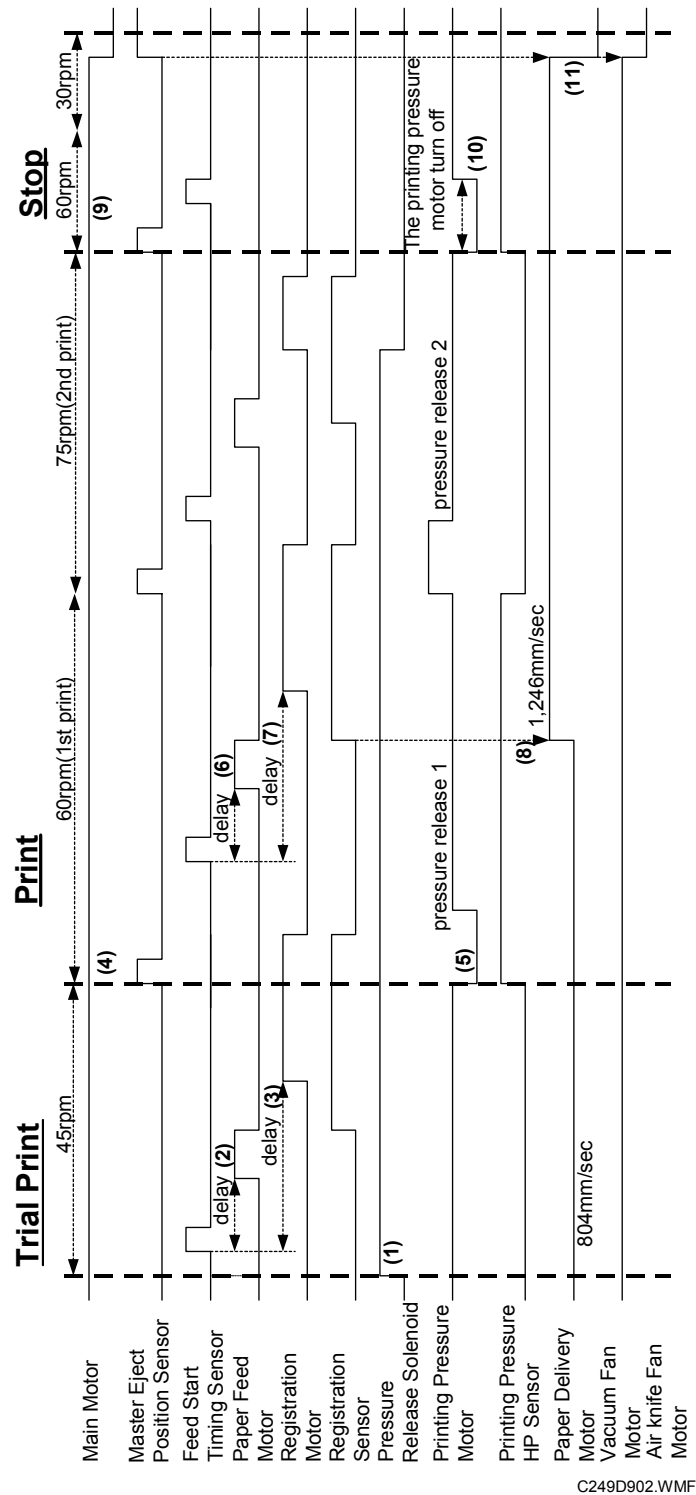 Trial Print
Print
Stop
45rpm
60rpm(1st print)
75rpm(2nd print)
60rpm
30rpm
Main Motor
(4)
(9)
Master Eject
Position Sensor
Feed Start
Timing Sensor
Paper Feed
Motor
delay (2)
delay (6)
Registration
Motor
delay (3)
delay (7)
Registration
Sensor
Pressure
Release Solenoid
(1)
The printing pressure
motor turn off
Printing Pressure
Motor
(5)
pressure release 1
pressure release 2
(10)
Printing Pressure
HP Sensor
(8)
Paper Delivery
Motor
804mm/sec
1,246mm/sec
Vacuum Fan
Motor
(11)
Air knife Fan
Motor
C249D902.WMF